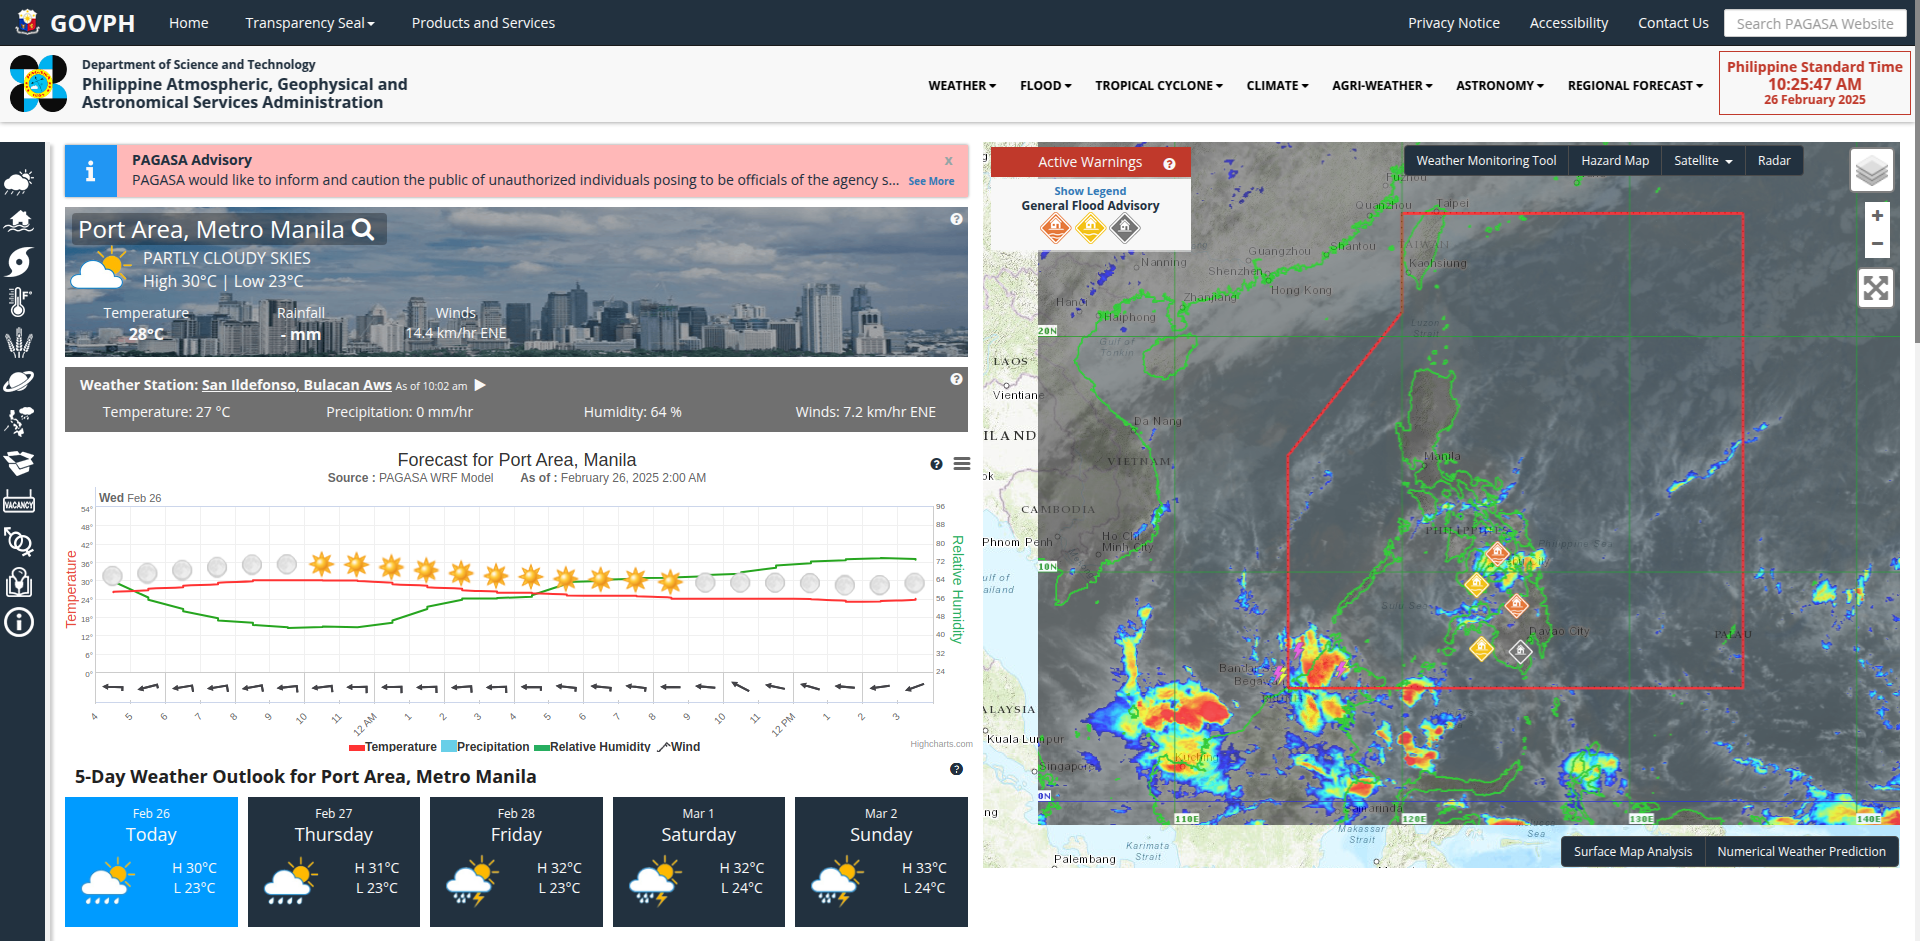 GOVPH
Home
Transparency Seal
Products and Services
Privacy Notice
Accessibility
Contact Us
Search PAGASA Website
Department of Science and Technology
Philippine Atmospheric, Geophysical and
Astronomical Services Administration
WEATHER
FLOOD
TROPICAL CYCLONE
CLIMATE
AGRI-WEATHER
ASTRONOMY
REGIONAL FORECAST
Philippine Standard Time
10:25:47 AM
26 February 2025
PAGASA Advisory
x
PAGASA would like to inform and caution the public of unauthorized individuals posing to be officials of the agency s... See More
Port Area, Metro Manila
PARTLY CLOUDY SKIES
High 30°C | Low 23°C
Temperature
Rainfall
Winds
28°C
- mm
14.4 km/hr ENE
Weather Station: San Ildefonso, Bulacan Aws As of 10:02 am
Temperature: 27 °C
Precipitation: 0 mm/hr
Humidity: 64 %
Winds: 7.2 km/hr ENE
VACANCY
Forecast for Port Area, Manila
Source : PAGASA WRF Model As of : February 26, 2025 2:00 AM
Wed Feb 26
54°
48°
42°
36°
30°
24°
18°
12°
6°
0°
Temperature
96
88
80
72
64
56
48
40
32
24
Relative Humidity
4 5 6 7 8 9 10 11 12 AM 1 2 3 4 5 6 7 8 9 10 11 12 PM 1 2 3
Temperature Precipitation Relative Humidity Wind
Highcharts.com
5-Day Weather Outlook for Port Area, Metro Manila
Feb 26
Today
H 30°C
L 23°C
Feb 27
Thursday
H 31°C
L 23°C
Feb 28
Friday
H 32°C
L 23°C
Mar 1
Saturday
H 32°C
L 24°C
Mar 2
Sunday
H 33°C
L 24°C
Active Warnings
Show Legend
General Flood Advisory
Weather Monitoring Tool
Hazard Map
Satellite
Radar
+
−
Fuzhou
Quanzhou
Taipei
TAIWAN
Guangzhou
Shantou
Nanning
Kaohsiung
Shenzhen
Hong Kong
Zhanjiang
Hanoi
Haiphong
20N
Luzon
Strait
Gulf of
Tonkin
LAOS
Vientiane
Da Nang
ILAND
VIETNAM
Manila
ok
CAMBODIA
PHILIPPINES
Phnom Penh
Ho Chi
Minh City
10N
ulf of
ailand
Davao City
PALAU
Bandar Se
Begawan
ALAYSIA
Kuala Lumpur
Kuching
Singapore
0N
Samarinda
ng
110E
120E
130E
140E
Makassar
Strait
Sea
Karimata
Strait
Palembang
Surface Map Analysis
Numerical Weather Prediction